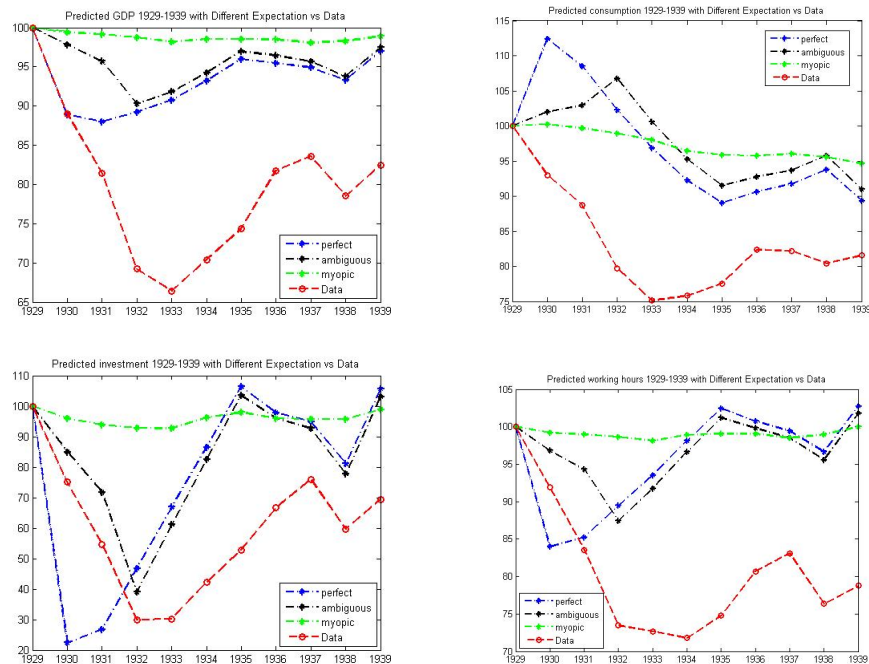 Predicted GDP 1929-1939 with Different Expectation vs Data
100
95
90
85
80
75
70
65
1929 1930 1931 1932 1933 1934 1935 1936 1937 1938 1939
perfect
ambiguous
myopic
Data
Predicted consumption 1929-1939 with Different Expectation vs Data
115
110
105
100
95
90
85
80
75
1929 1930 1931 1932 1933 1934 1935 1936 1937 1938 1939
perfect
ambiguous
myopic
Data
Predicted investment 1929-1939 with Different Expectation vs Data
110
100
90
80
70
60
50
40
30
20
1929 1930 1931 1932 1933 1934 1935 1936 1937 1938 1939
perfect
ambiguous
myopic
Data
Predicted working hours 1929-1939 with Different Expectation vs Data
105
100
95
90
85
80
75
70
1929 1930 1931 1932 1933 1934 1935 1936 1937 1938 1939
perfect
ambiguous
myopic
Data